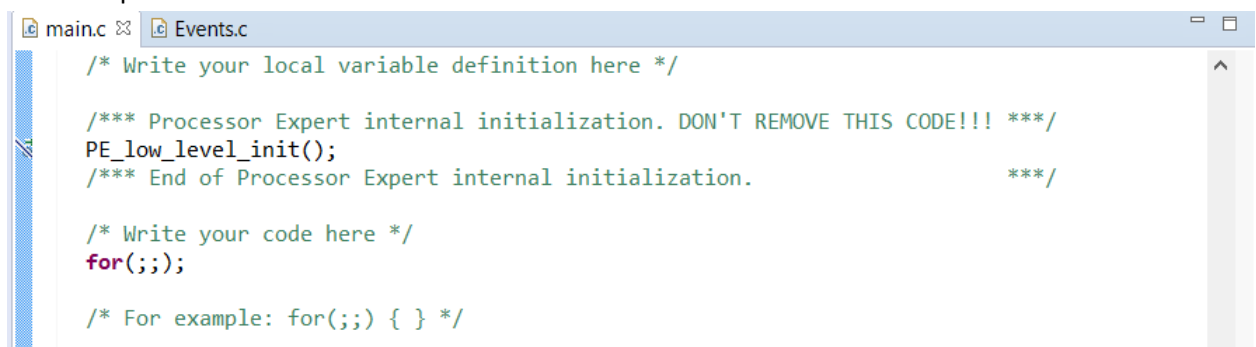 main.c Events.c
/* Write your local variable definition here */
/*** Processor Expert internal initialization. DON'T REMOVE THIS CODE!!! ***/
PE_low_level_init();
/*** End of Processor Expert internal initialization. ***/
/* Write your code here */
for(;;);
/* For example: for(;;) { } */